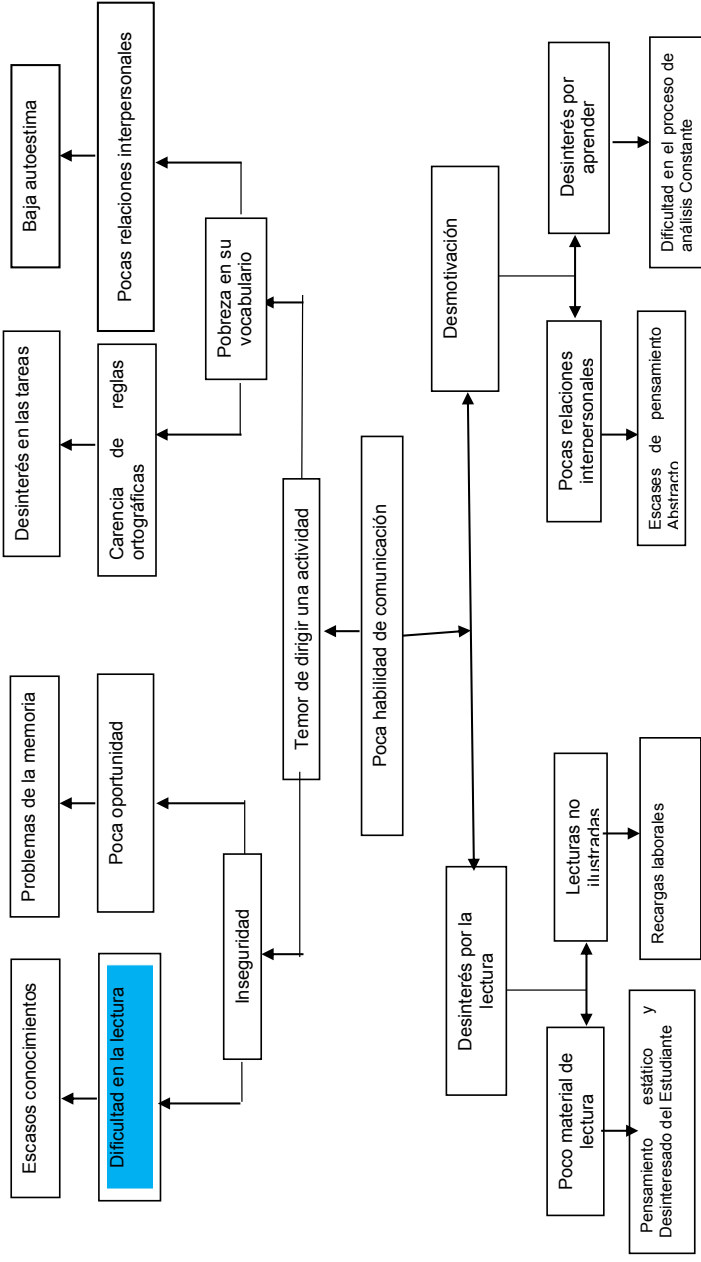 Escasos conocimientos
Problemas de la memoria
Desinterés en las tareas
Baja autoestima
Dificultad en la lectura
Poca oportunidad
Carencia de reglas
ortográficas
Pocas relaciones interpersonales
Inseguridad
Pobreza en su
vocabulario
Temor de dirigir una actividad
Poca habilidad de comunicación
Desinterés por la
lectura
Desmotivación
Poco material de
lectura
Lecturas no
ilustradas
Pocas relaciones
interpersonales
Desinterés por
aprender
Pensamiento estático y
Desinteresado del Estudiante
Recargas laborales
Escases de pensamiento
Abstracto
Dificultad en el proceso de
análisis Constante